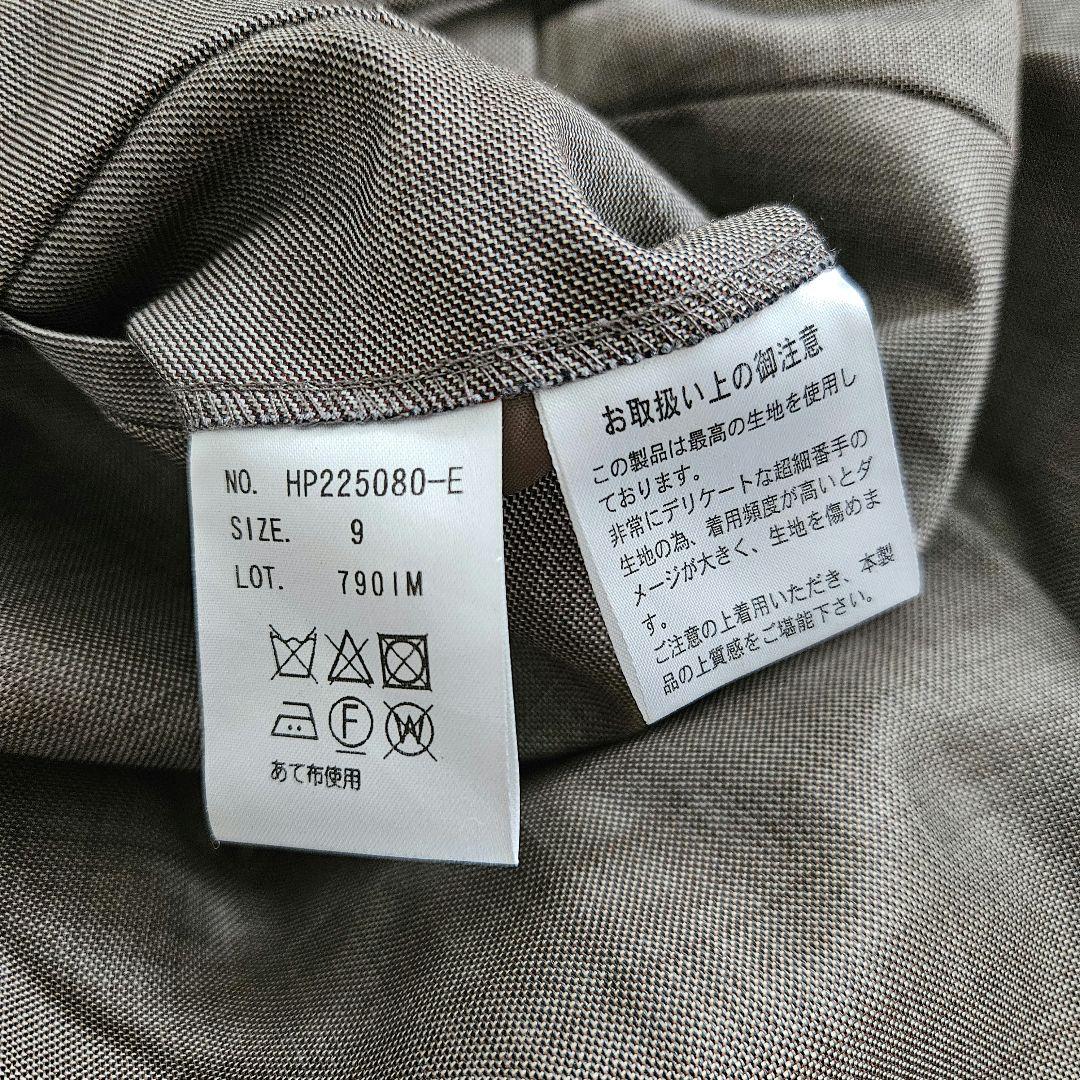 NO. HP225080-E
SIZE. 9
LOT. 7901M
F
W
あて布使用
お取扱い上の御注意
この製品は最高の生地を使用し
ております。
非常にデリケートな超細番手の
生地の為、着用頻度が高いとダ
メージが大きく、生地を傷めま
す。
ご注意の上着用いただき、本製
品の上質感をご堪能下さい。